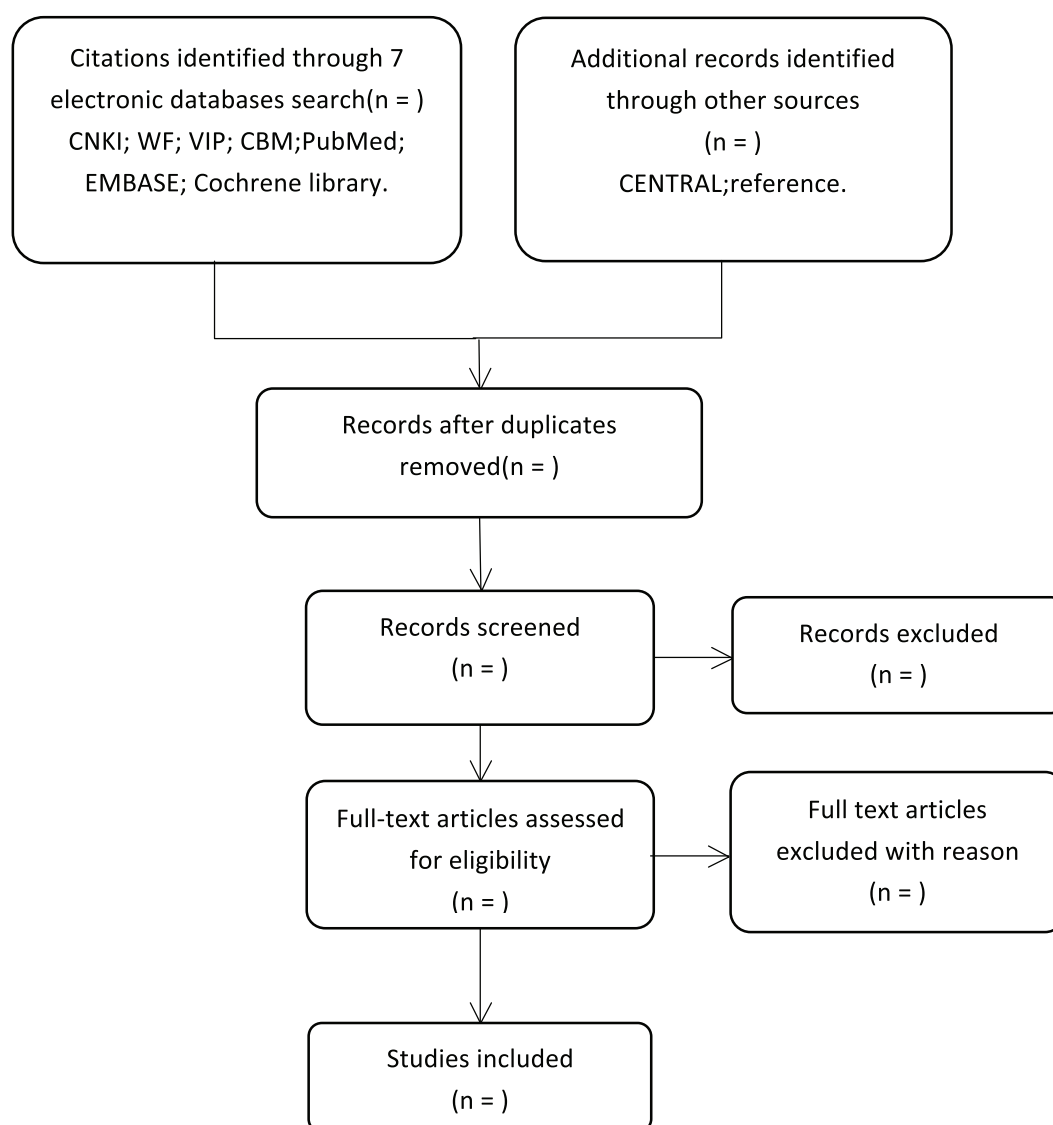 Citations identified through 7
electronic databases search(n = )
CNKI; WF; VIP; CBM;PubMed;
EMBASE; Cochrene library.
Additional records identified
through other sources
(n = )
CENTRAL;reference.
Records after duplicates
removed(n = )
Records screened
(n = )
Records excluded
(n = )
Full-text articles assessed
for eligibility
(n = )
Full text articles
excluded with reason
(n = )
Studies included
(n = )